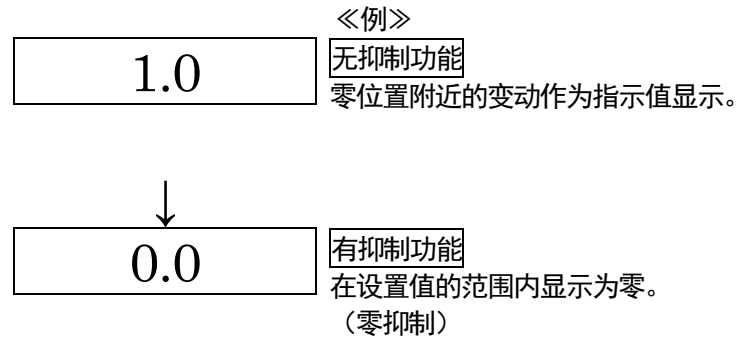 ≪例≫
1.0
无抑制功能
零位置附近的变动作为指示值显示。
↓
0.0
有抑制功能
在设置值的范围内显示为零。
（零抑制）